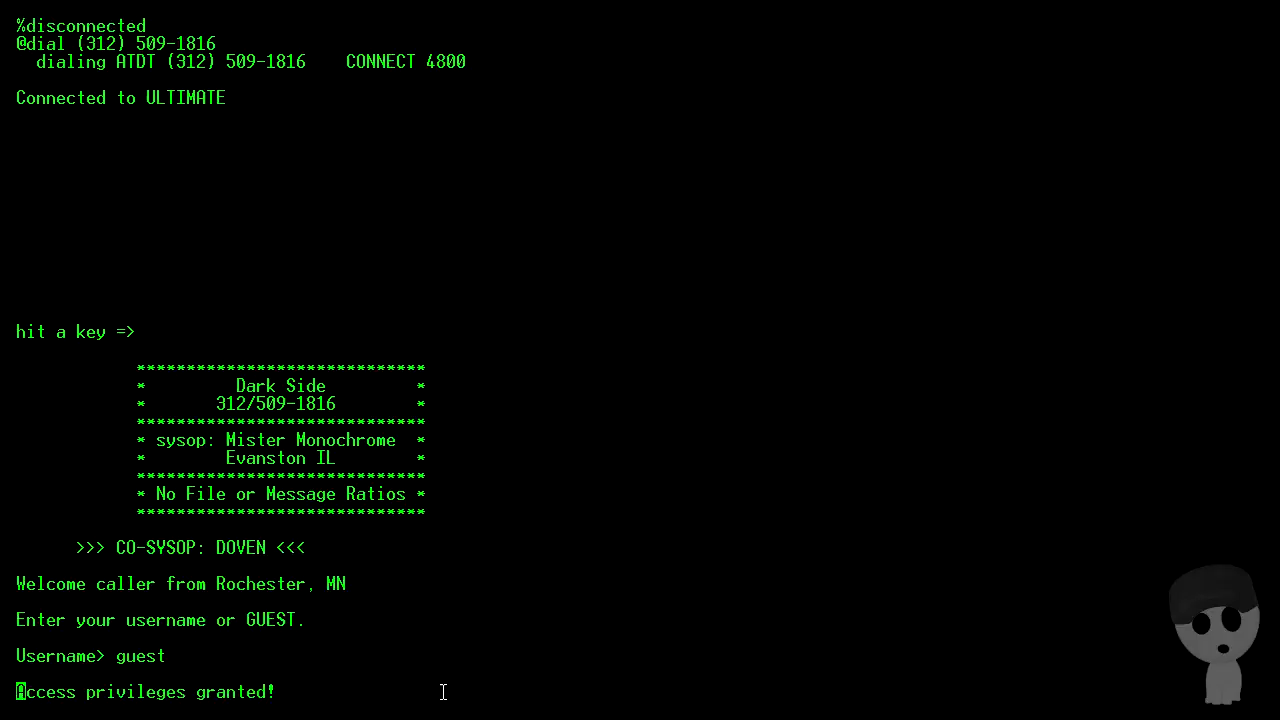 %disconnected
@dial (312) 509-1816
dialing ATDT (312) 509-1816    CONNECT 4800
Connected to ULTIMATE
hit a key =>
*****************************
*         Dark Side         *
*       312/509-1816        *
*****************************
* sysop: Mister Monochrome  *
*        Evanston IL        *
*****************************
* No File or Message Ratios *
*****************************
>>> CO-SYSOP: DOVEN <<<
Welcome caller from Rochester, MN
Enter your username or GUEST.
Username> guest
Access privileges granted!